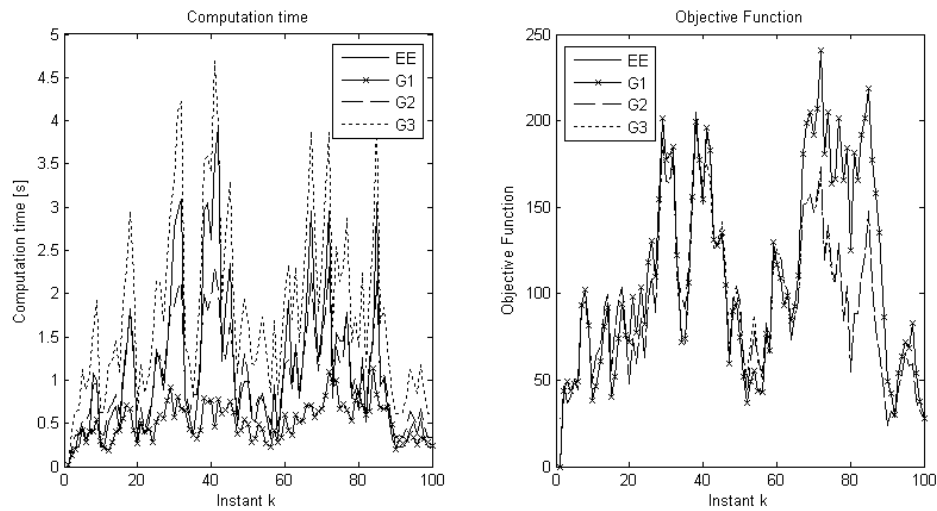 Computation time
5
4.5
4
3.5
3
2.5
2
1.5
1
0.5
0
Computation time [s]
EE
G1
G2
G3
0 20 40 60 80 100
Instant k
Objective Function
250
200
150
100
50
0
Objective Function
EE
G1
G2
G3
0 20 40 60 80 100
Instant k